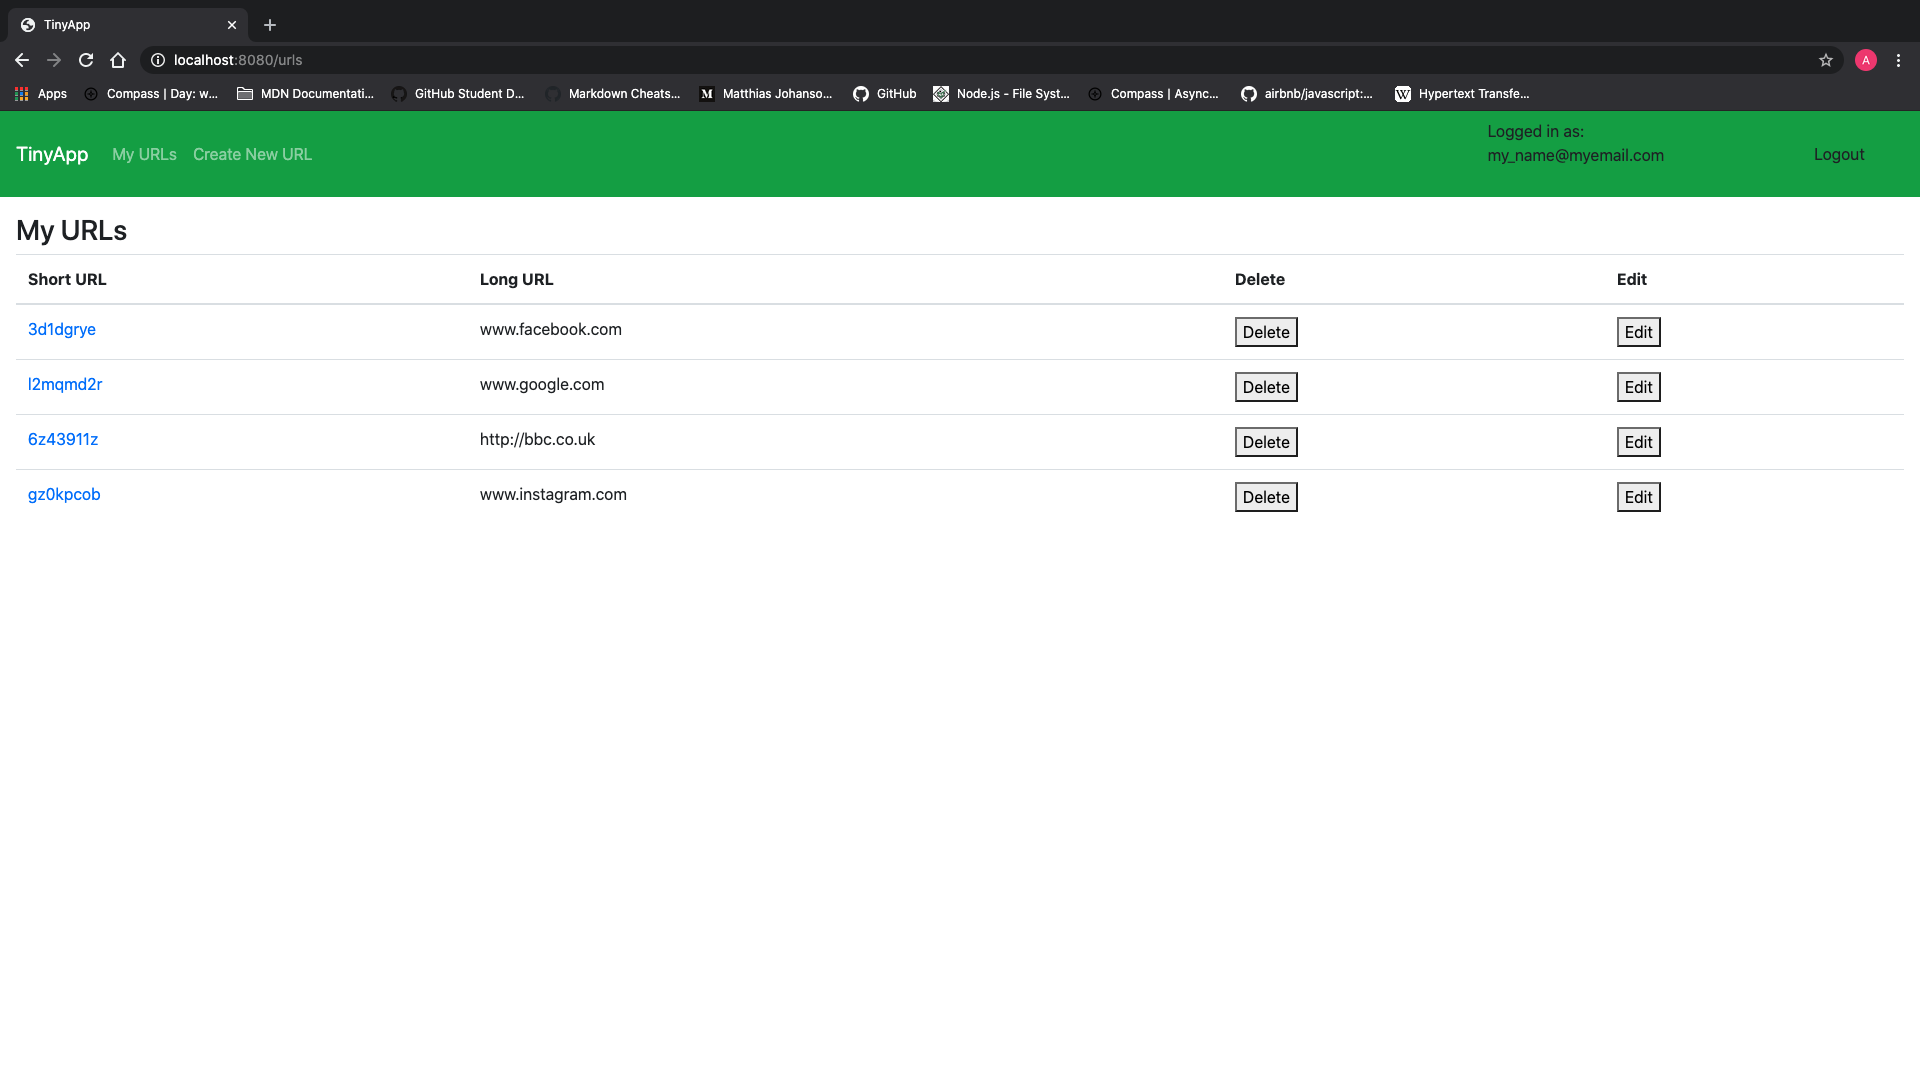 TinyApp
localhost:8080/urls
Apps Compass | Day: w... MDN Documentati... GitHub Student D... Markdown Cheats... Matthias Johanso... GitHub Node.js - File Syst... Compass | Async... airbnb/javascript:... Hypertext Transfe...
A
TinyApp My URLs Create New URL
Logged in as:
my_name@myemail.com
Logout
My URLs
Short URL Long URL Delete Edit
3d1dgrye www.facebook.com Delete Edit
l2mqmd2r www.google.com Delete Edit
6z43911z http://bbc.co.uk Delete Edit
gz0kpcob www.instagram.com Delete Edit